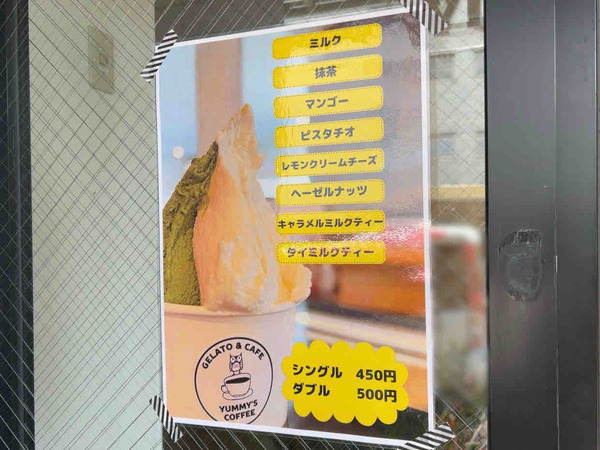 ミルク
抹茶
マンゴー
ピスタチオ
レモンクリームチーズ
ヘーゼルナッツ
キャラメルミルクティー
タイミルクティー
シングル 450円
ダブル 500円
GELATO & CAFE
YUMMY'S
COFFEE